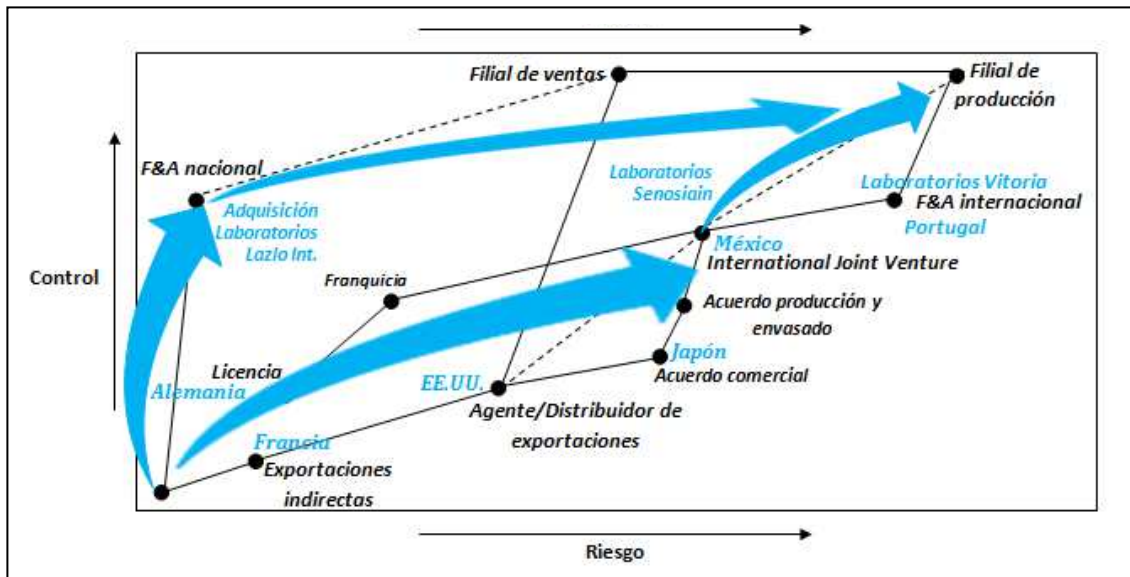 Filial de ventas
Filial de
producción
F&A nacional
Adquisición
Laboratorios
Lazlo Int.
Laboratorios
Senosiain
Laboratorios Vitoria
F&A internacional
Portugal
Control
México
International Joint Venture
Franquicia
Acuerdo producción y
envasado
Japón
Acuerdo comercial
Licencia
Alemania
EE.UU.
Agente/Distribuidor de
exportaciones
Francia
Exportaciones
indirectas
Riesgo